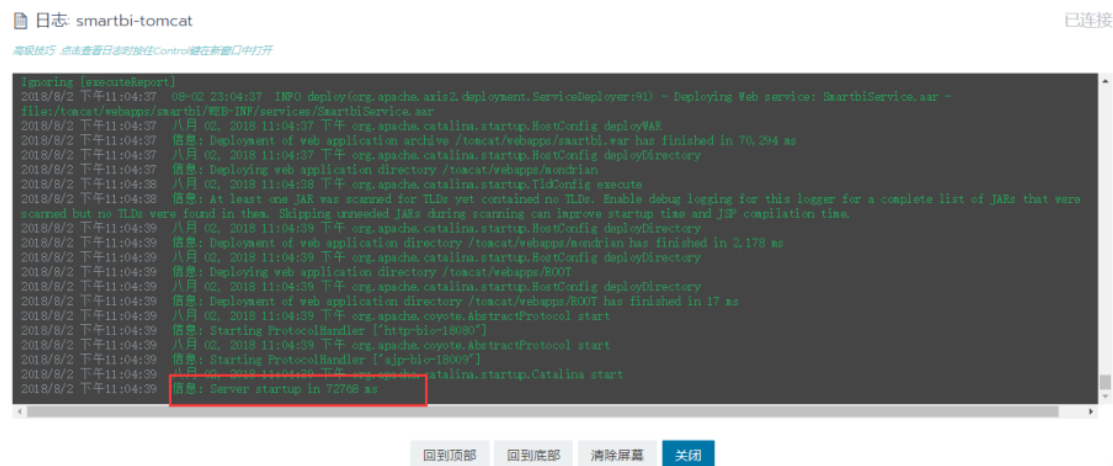 日志: smartbi-tomcat
已连接
高级技巧 点击查看日志时按住Control键在新窗口中打开
Ignoring [executeReport]
2018/8/2 下午11:04:37 08-02 23:04:37 INFO deploy(org.apache.axis2.deployment.ServiceDeployer:91) - Deploying Web service: SmartbiService.aar -
file:/tomcat/webapps/smartbi/WEB-INF/services/SmartbiService.aar
2018/8/2 下午11:04:37 八月 02, 2018 11:04:37 下午 org.apache.catalina.startup.HostConfig deployWAR
2018/8/2 下午11:04:37 信息: Deployment of web application archive /tomcat/webapps/smartbi.war has finished in 70,294 ms
2018/8/2 下午11:04:37 八月 02, 2018 11:04:37 下午 org.apache.catalina.startup.HostConfig deployDirectory
2018/8/2 下午11:04:37 信息: Deploying web application directory /tomcat/webapps/mondrian
2018/8/2 下午11:04:38 八月 02, 2018 11:04:38 下午 org.apache.catalina.startup.TldConfig execute
2018/8/2 下午11:04:38 信息: At least one JAR was scanned for TLDs yet contained no TLDs. Enable debug logging for this logger for a complete list of JARs that were
scanned but no TLDs were found in them. Skipping unneeded JARs during scanning can improve startup time and JSP compilation time.
2018/8/2 下午11:04:39 八月 02, 2018 11:04:39 下午 org.apache.catalina.startup.HostConfig deployDirectory
2018/8/2 下午11:04:39 信息: Deployment of web application directory /tomcat/webapps/mondrian has finished in 2,178 ms
2018/8/2 下午11:04:39 八月 02, 2018 11:04:39 下午 org.apache.catalina.startup.HostConfig deployDirectory
2018/8/2 下午11:04:39 信息: Deploying web application directory /tomcat/webapps/ROOT
2018/8/2 下午11:04:39 八月 02, 2018 11:04:39 下午 org.apache.catalina.startup.HostConfig deployDirectory
2018/8/2 下午11:04:39 信息: Deployment of web application directory /tomcat/webapps/ROOT has finished in 17 ms
2018/8/2 下午11:04:39 八月 02, 2018 11:04:39 下午 org.apache.coyote.AbstractProtocol start
2018/8/2 下午11:04:39 信息: Starting ProtocolHandler ["http-bio-18080"]
2018/8/2 下午11:04:39 八月 02, 2018 11:04:39 下午 org.apache.coyote.AbstractProtocol start
2018/8/2 下午11:04:39 信息: Starting ProtocolHandler ["ajp-bio-18009"]
2018/8/2 下午11:04:39 八月 02, 2018 11:04:39 下午 org.apache.catalina.startup.Catalina start
2018/8/2 下午11:04:39 信息: Server startup in 72768 ms
回到顶部 回到底部 清除屏幕 关闭